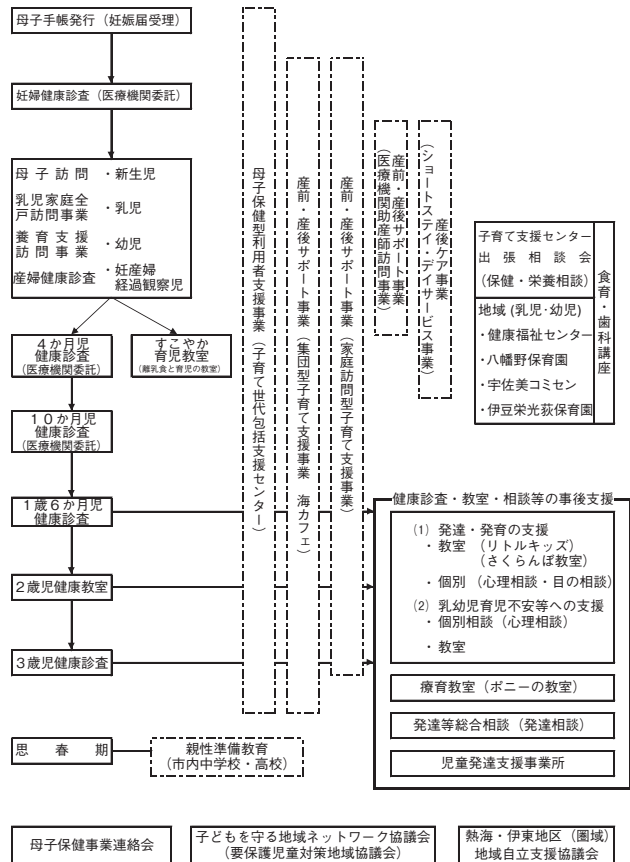 母子手帳発行（妊娠届受理）
妊婦健康診査（医療機関委託）
母子訪問　・新生児
乳児家庭全
戸訪問事業　・乳児
養育支援
訪問事業　・幼児
産婦健康診査　・妊産婦
経過観察児
4か月児
健康診査
（医療機関委託）
すこやか
育児教室
（離乳食と育児の教室）
10か月児
健康診査
（医療機関委託）
1歳6か月児
健康診査
2歳児健康教室
3歳児健康診査
思春期
親性準備教育
（市内中学校・高校）
母子保健型利用者支援事業（子育て世代包括支援センター）
産前・産後サポート事業（集団型子育て支援事業　海カフェ）
産前・産後サポート事業（家庭訪問型子育て支援事業）
産前・産後サポート事業
（医療機関助産師訪問事業）
産後ケア事業
（ショートステイ・デイサービス事業）
子育て支援センター
出張相談会
（保健・栄養相談）
地域（乳児・幼児）
・健康福祉センター
・八幡野保育園
・宇佐美コミセン
・伊豆栄光荻保育園
食育・歯科講座
健康診査・教室・相談等の事後支援
(1) 発達・発育の支援
・教室（リトルキッズ）
（さくらんぼ教室）
・個別（心理相談・目の相談）
(2) 乳幼児育児不安等への支援
・個別相談（心理相談）
・教室
療育教室（ポニーの教室）
発達等総合相談（発達相談）
児童発達支援事業所
母子保健事業連絡会
子どもを守る地域ネットワーク協議会
（要保護児童対策地域協議会）
熱海・伊東地区（圏域）
地域自立支援協議会